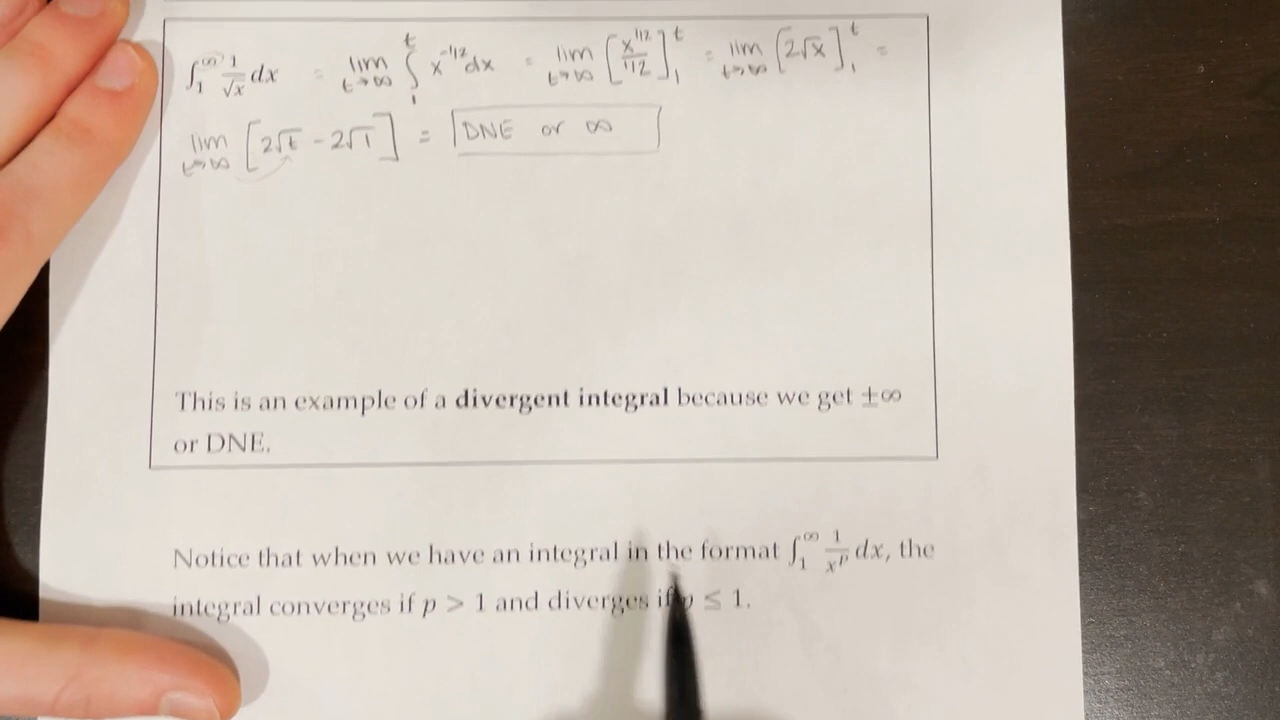 ∫₁^∞ 1/√x dx = lim t→∞ ∫₁^t x^(-1/2) dx = lim t→∞ [x^(1/2)/(1/2)]₁^t = lim t→∞ [2√x]₁^t =
lim t→∞ [2√t - 2√1] = DNE or ∞
This is an example of a divergent integral because we get ±∞
or DNE.
Notice that when we have an integral in the format ∫₁^∞ 1/x^p dx, the
integral converges if p > 1 and diverges if p ≤ 1.